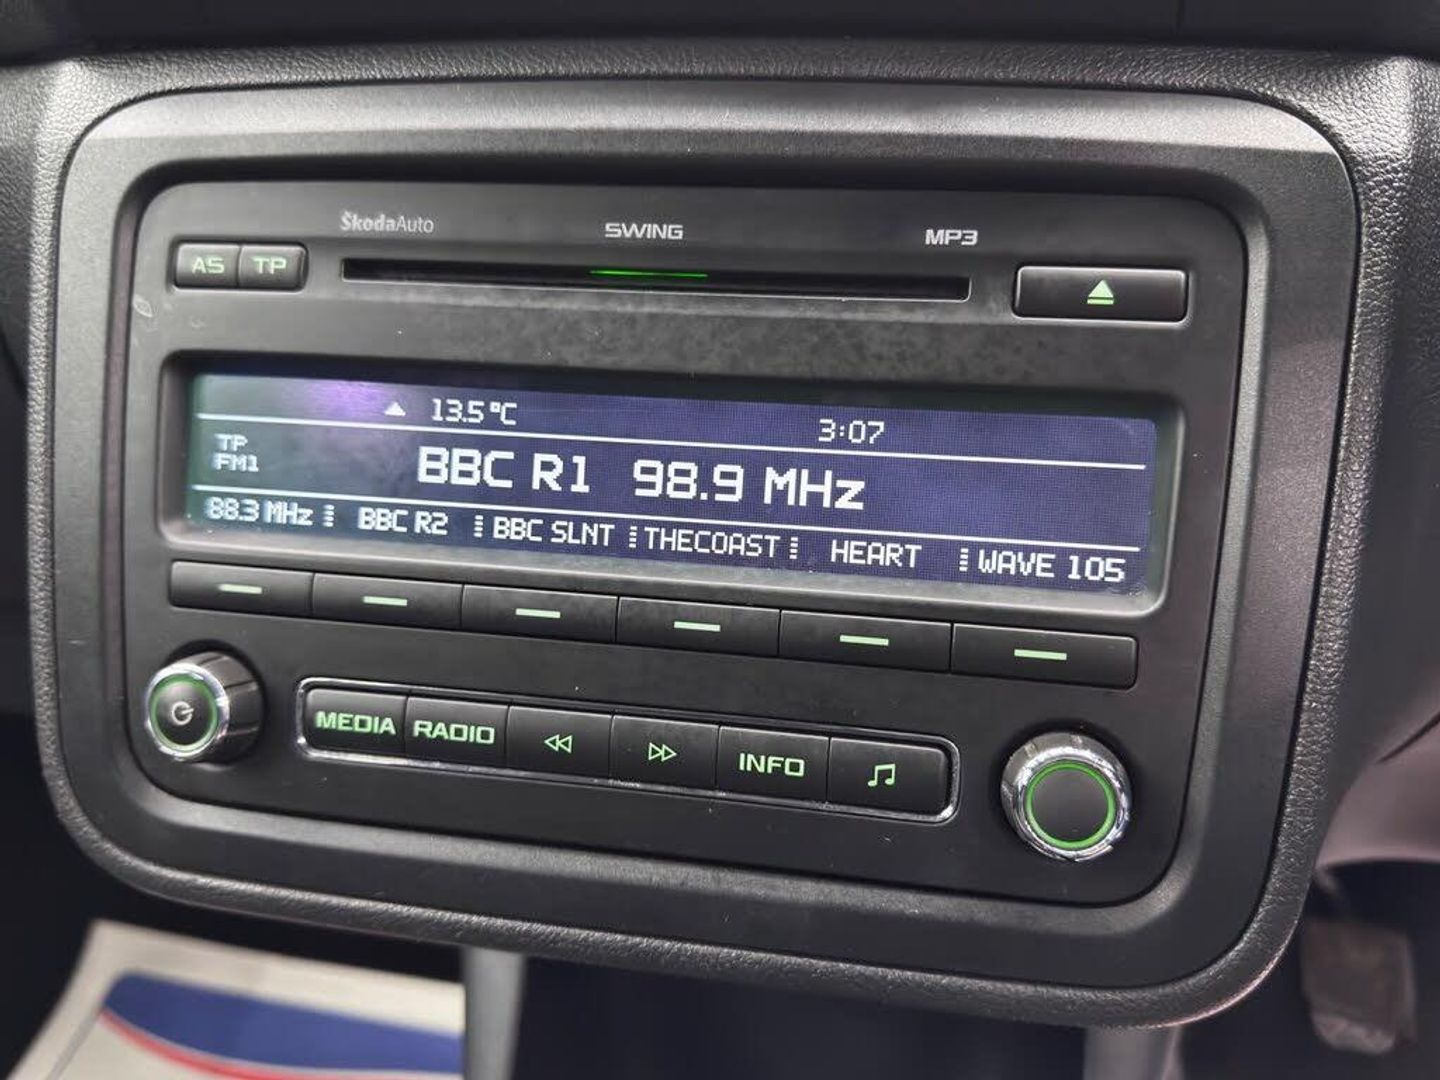 ŠkodaAuto SWING MP3
AS TP
13.5°C 3:07
TP
FM1
BBC R1 98.9 MHz
88.3 MHz BBC R2 BBC SLNT THECOAST HEART WAVE 105
MEDIA RADIO INFO